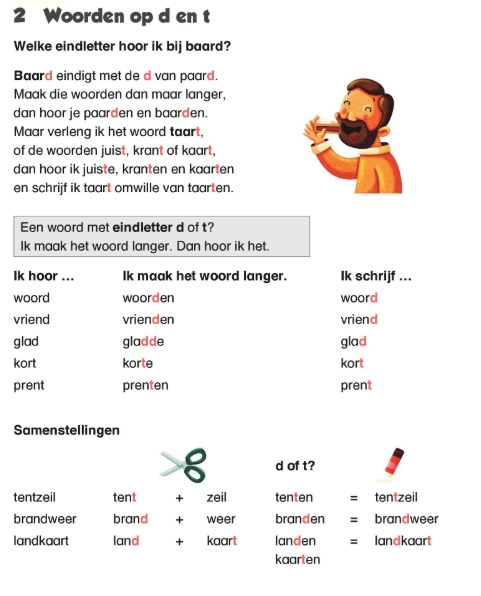 2 Woorden op d en t
Welke eindletter hoor ik bij baard?
Baard eindigt met de d van paard.
Maak die woorden dan maar langer,
dan hoor je paarden en baarden.
Maar verleng ik het woord taart,
of de woorden juist, krant of kaart,
dan hoor ik juiste, kranten en kaarten
en schrijf ik taart omwille van taarten.
Een woord met eindletter d of t?
Ik maak het woord langer. Dan hoor ik het.
Ik hoor ... Ik maak het woord langer. Ik schrijf ...
woord woorden woord
vriend vrienden vriend
glad gladde glad
kort korte kort
prent prenten prent
Samenstellingen
d of t?
tentzeil tent + zeil tenten = tentzeil
brandweer brand + weer branden = brandweer
landkaart land + kaart landen = landkaart
kaarten